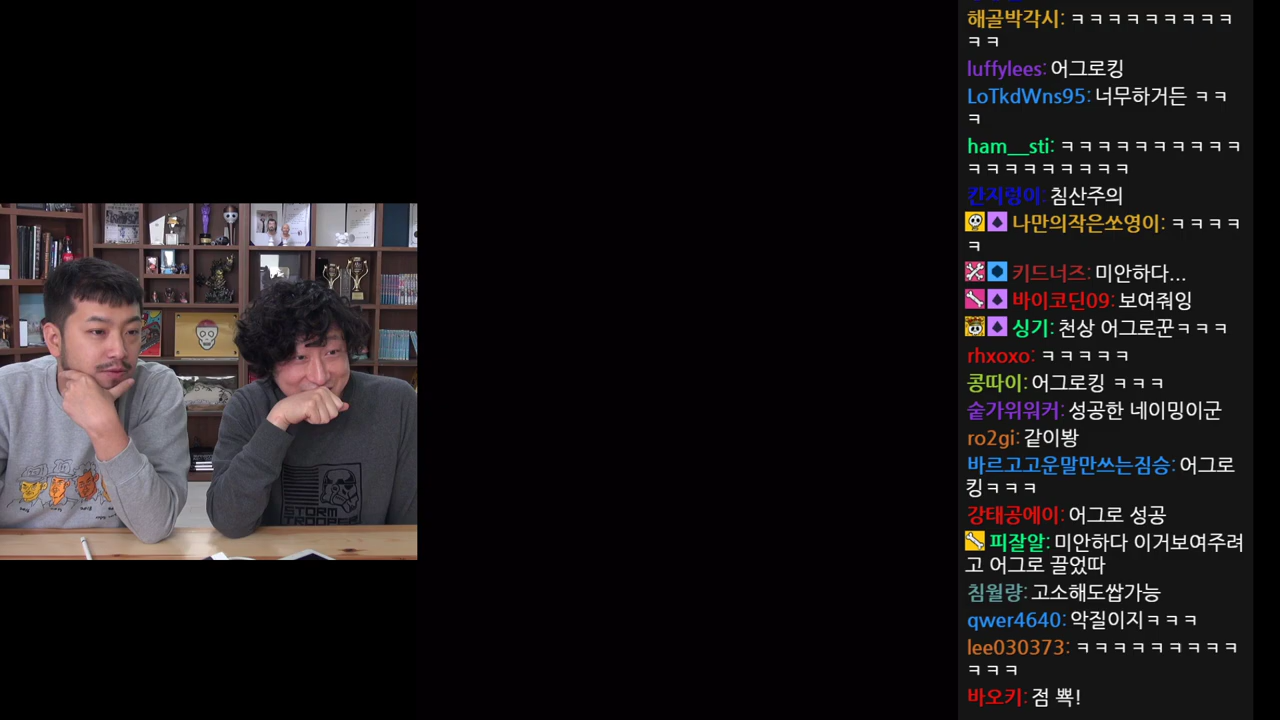 해골박각시: ㅋㅋㅋㅋㅋㅋㅋㅋㅋ
ㅋㅋ
luffylees: 어그로킹
LoTkdWns95: 너무하거든 ㅋㅋ
ㅋ
ham__sti: ㅋㅋㅋㅋㅋㅋㅋㅋㅋㅋ
ㅋㅋㅋㅋㅋㅋㅋㅋㅋ
칸지렁이: 침산주의
나만의작은쏘영이: ㅋㅋㅋㅋ
ㅋ
키드너즈: 미안하다...
바이코딘09: 보여줘잉
싱기: 천상 어그로꾼ㅋㅋㅋ
rhxoxo: ㅋㅋㅋㅋㅋ
콩따이: 어그로킹 ㅋㅋㅋ
숱가위워커: 성공한 네이밍이군
ro2gi: 같이봥
바르고고운말만쓰는짐승: 어그로
킹ㅋㅋㅋ
강태공에이: 어그로 성공
피잘알: 미안하다 이거보여주려
고 어그로 끌었따
침월량: 고소해도쌉가능
qwer4640: 악질이지ㅋㅋㅋ
lee030373: ㅋㅋㅋㅋㅋㅋㅋㅋㅋ
ㅋㅋㅋ
바오키: 점 뾱!
STORM
TROOPER